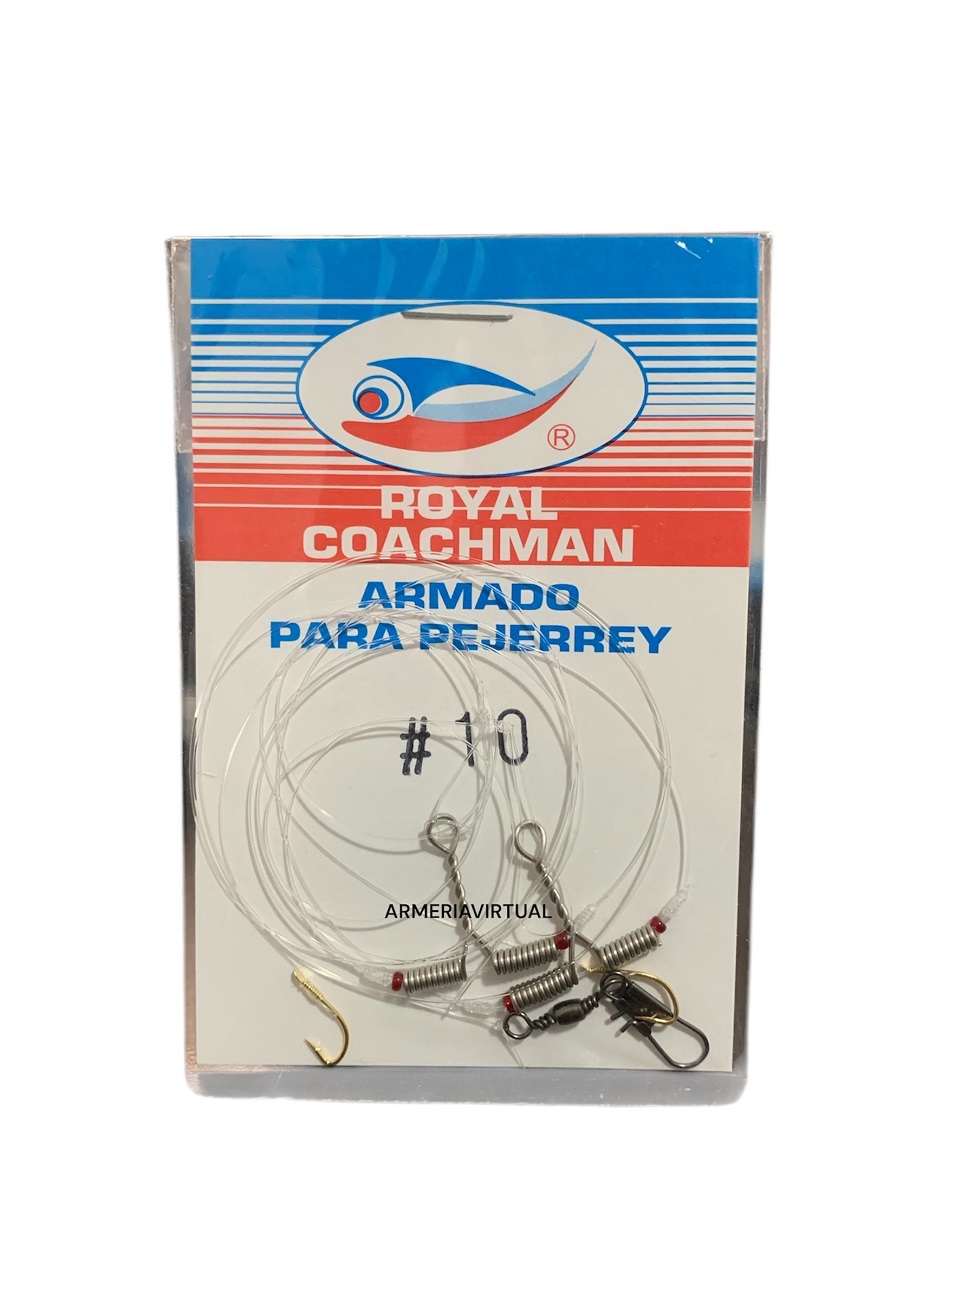 ®
ROYAL
COACHMAN
ARMADO
PARA PEJERREY
#10
ARMERIAVIRTUAL